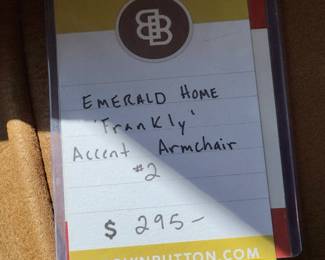 EMERALD HOME
'Frankly'
Accent Armchair
#2
$ 295-